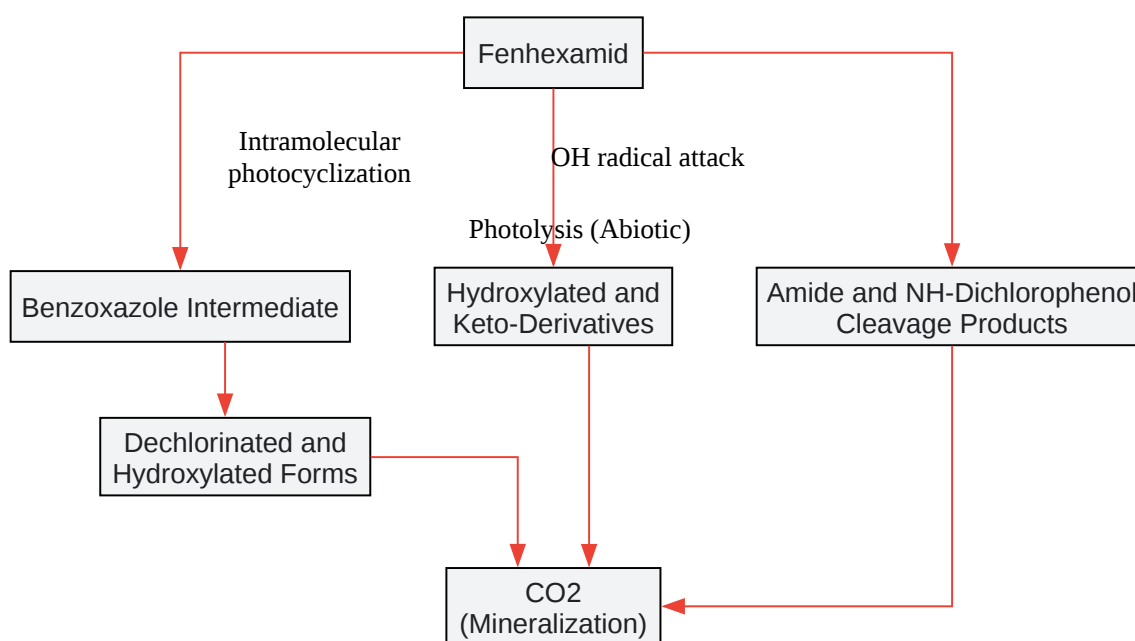 Fenhexamid
Intramolecular
photocyclization
OH radical attack
Photolysis (Abiotic)
Benzoxazole Intermediate
Hydroxylated and
Keto-Derivatives
Amide and NH-Dichlorophenol
Cleavage Products
Dechlorinated and
Hydroxylated Forms
CO2
(Mineralization)